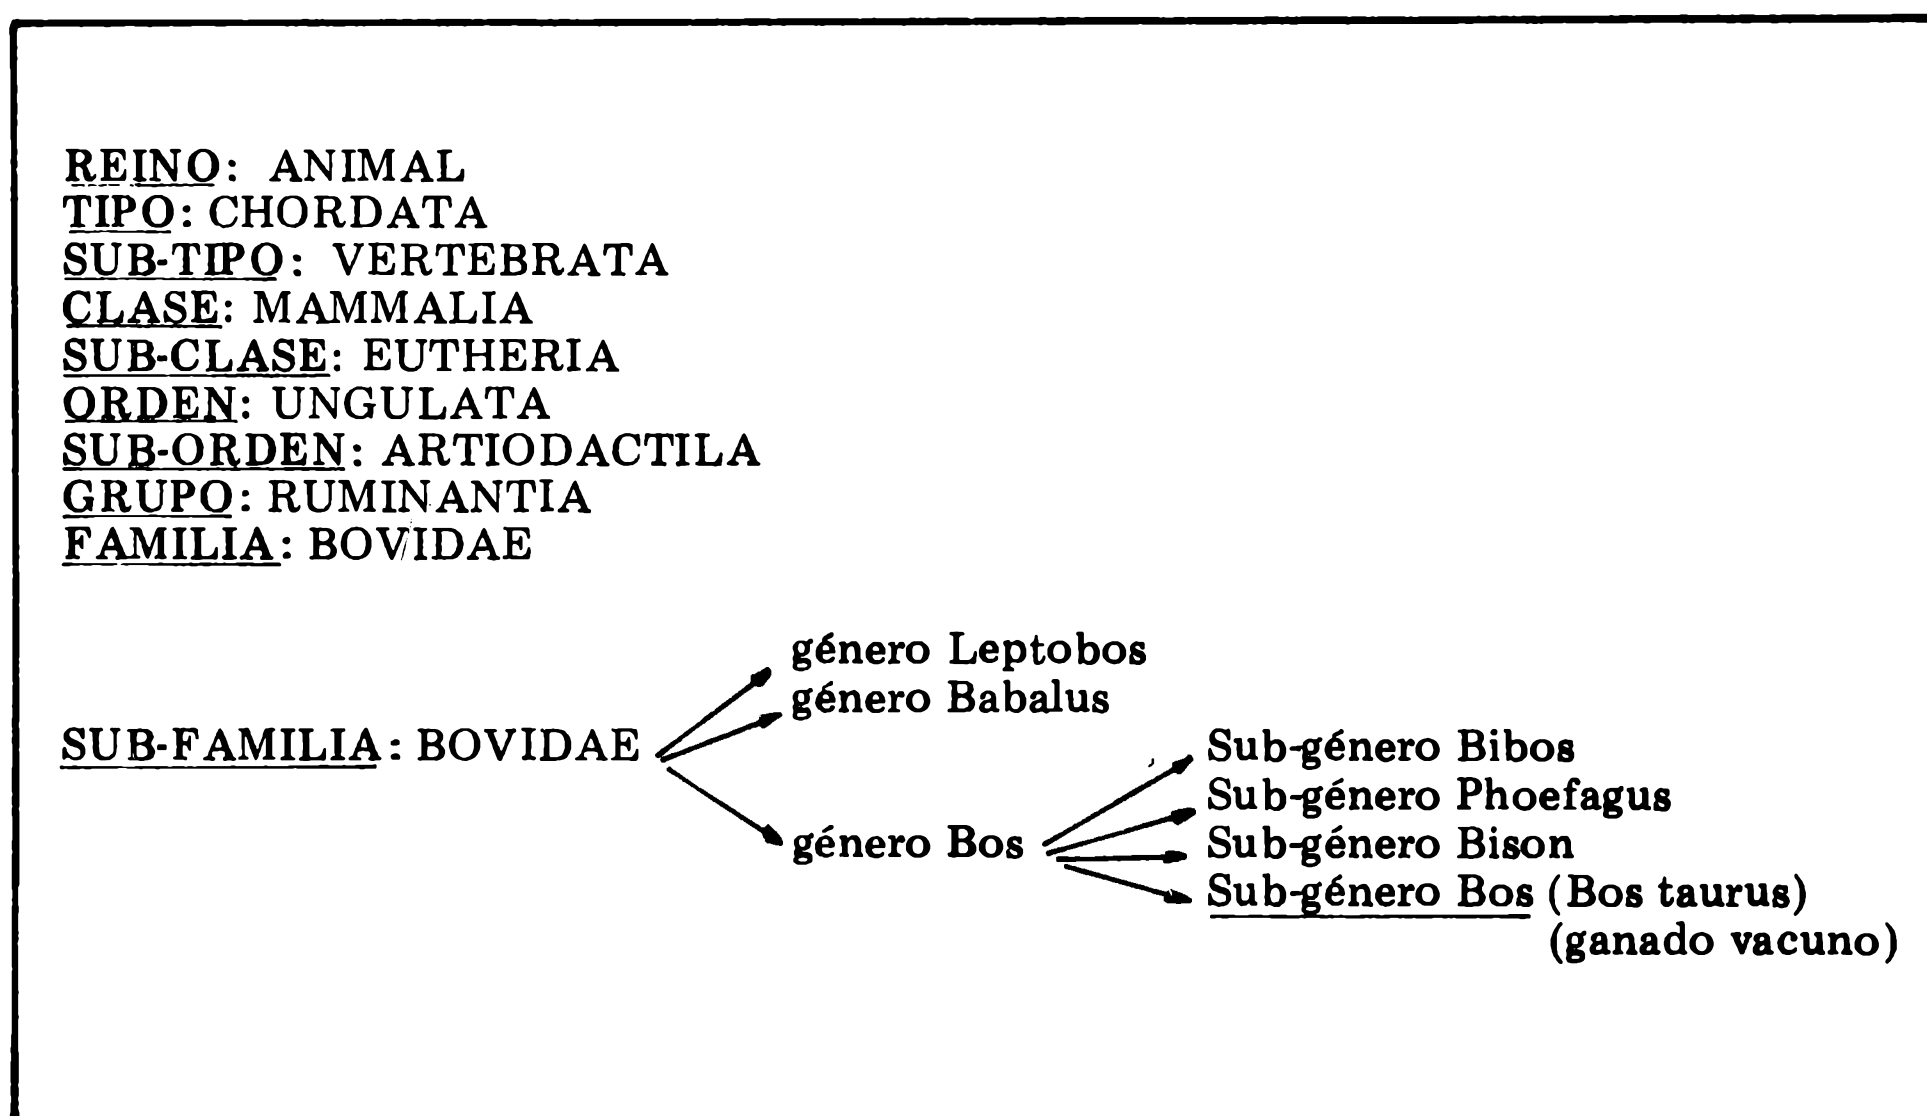 REINO: ANIMAL
TIPO: CHORDATA
SUB-TIPO: VERTEBRATA
CLASE: MAMMALIA
SUB-CLASE: EUTHERIA
ORDEN: UNGULATA
SUB-ORDEN: ARTIODACTILA
GRUPO: RUMINANTIA
FAMILIA: BOVIDAE
género Leptobos
género Babalus
SUB-FAMILIA: BOVIDAE
Sub-género Bibos
Sub-género Phoefagus
género Bos
Sub-género Bison
Sub-género Bos (Bos taurus)
(ganado vacuno)